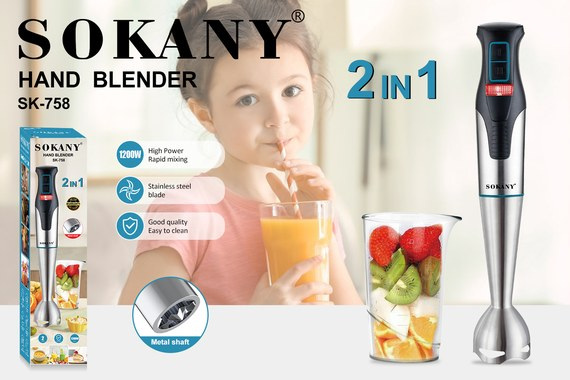 SOKANY®
HAND BLENDER
SK-758
2 IN 1
SOKANY
HAND BLENDER
SK-758
2 IN 1
1200W
High Power
Rapid mixing
Stainless steel
blade
Good quality
Easy to clean
Metal shaft
SOKANY